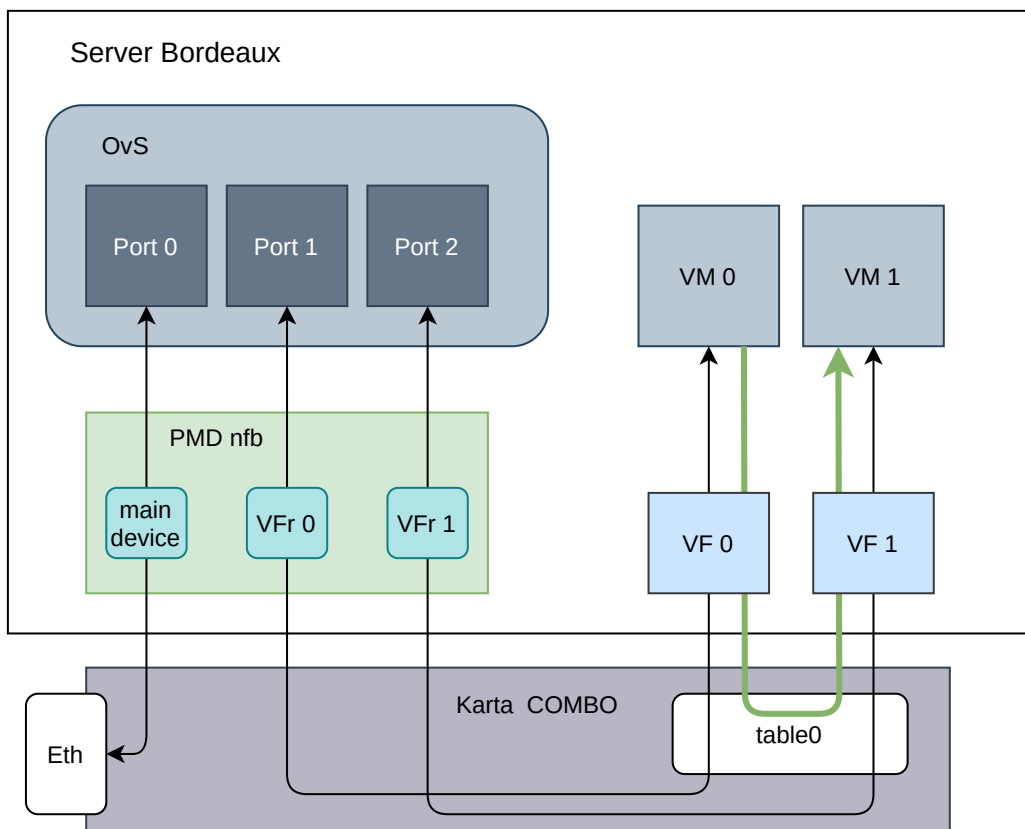 Server Bordeaux
OvS
Port 0
Port 1
Port 2
VM 0
VM 1
PMD nfb
main
device
VFr 0
VFr 1
VF 0
VF 1
Karta COMBO
Eth
table0